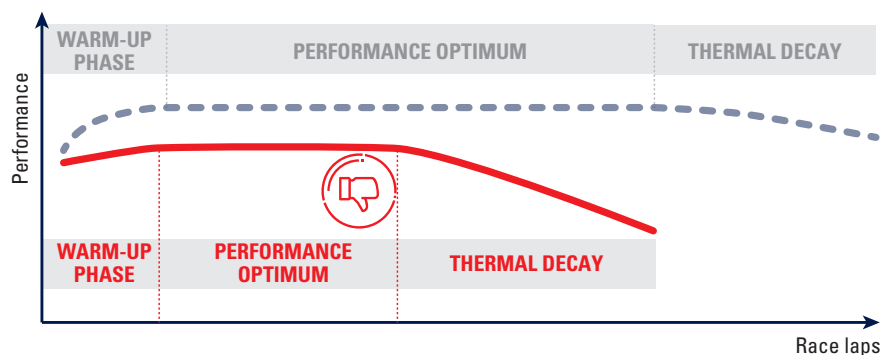 WARM-UP
PHASE
PERFORMANCE OPTIMUM
THERMAL DECAY
Performance
WARM-UP
PHASE
PERFORMANCE
OPTIMUM
THERMAL DECAY
Race laps